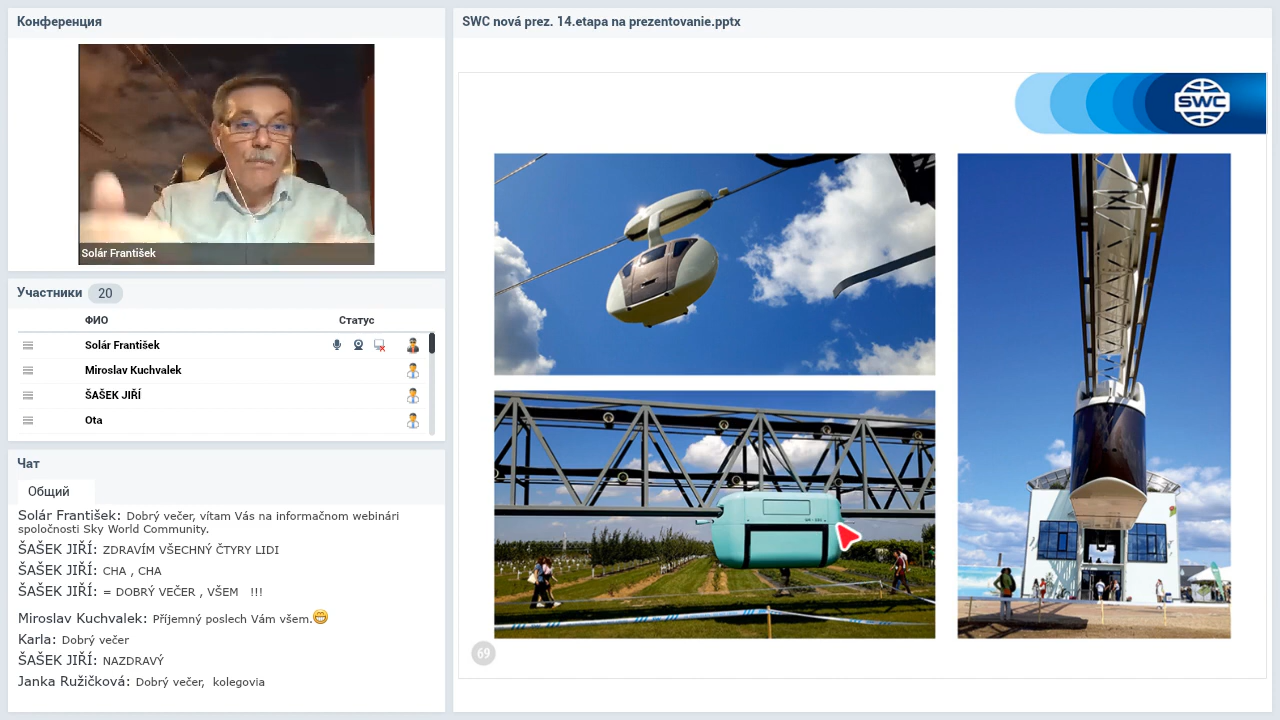 Конференция
Solár František
Участники 20
ФИО Статус
Solár František
Miroslav Kuchvalek
ŠAŠEK JIŘÍ
Ota
Чат
Общий
Solár František: Dobrý večer, vítam Vás na informačnom webinári
spoločnosti Sky World Community.
ŠAŠEK JIŘÍ: ZDRAVÍM VŠECHNÝ ČTYRY LIDI
ŠAŠEK JIŘÍ: CHA , CHA
ŠAŠEK JIŘÍ: = DOBRÝ VEČER , VŠEM !!!
Miroslav Kuchvalek: Příjemný poslech Vám všem.
Karla: Dobrý večer
ŠAŠEK JIŘÍ: NAZDRAVÝ
Janka Ružičková: Dobrý večer, kolegovia
SWC nová prez. 14.etapa na prezentovanie.pptx
SWC
69